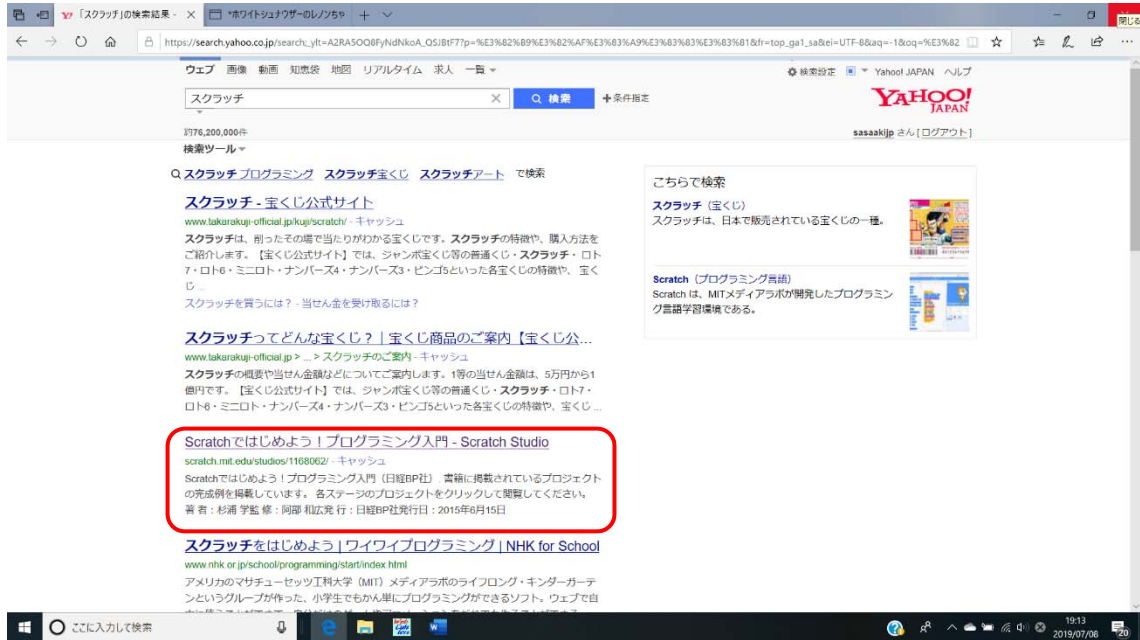 「スクラッチ」の検索結果 -
*ホワイトシュナウザーのレノンちゃ
閉じる
https://search.yahoo.co.jp/search;_ylt=A2RA5OQ8FyNdNkoA_QSJBtF7?p=%E3%82%B9%E3%82%AF%E3%83%A9%E3%83%83%E3%83%81&fr=top_ga1_sa&ei=UTF-8&aq=-1&oq=%E3%82
ウェブ 画像 動画 知恵袋 地図 リアルタイム 求人 一覧
検索設定 Yahoo! JAPAN ヘルプ
スクラッチ
検索
+条件指定
YAHOO!
JAPAN
約76,200,000件
sasaakijp さん [ログアウト]
検索ツール
スクラッチ プログラミング スクラッチ宝くじ スクラッチアート で検索
スクラッチ - 宝くじ公式サイト
www.takarakuji-official.jp/kuji/scratch/ - キャッシュ
スクラッチは、削ったその場で当たりがわかる宝くじです。スクラッチの特徴や、購入方法を
ご紹介します。【宝くじ公式サイト】では、ジャンボ宝くじ等の普通くじ・スクラッチ・ロト
7・ロト6・ミニロト・ナンバーズ4・ナンバーズ3・ビンゴ5といった各宝くじの特徴や、宝く
じ ...
スクラッチを買うには? - 当せん金を受け取るには?
スクラッチってどんな宝くじ?|宝くじ商品のご案内【宝くじ公...
www.takarakuji-official.jp > ... > スクラッチのご案内 - キャッシュ
スクラッチの概要や当せん金額などについてご案内します。1等の当せん金額は、5万円から1
億円です。【宝くじ公式サイト】では、ジャンボ宝くじ等の普通くじ・スクラッチ・ロト7・
ロト6・ミニロト・ナンバーズ4・ナンバーズ3・ビンゴ5といった各宝くじの特徴や、宝くじ ...
Scratchではじめよう!プログラミング入門 - Scratch Studio
scratch.mit.edu/studios/1168062/ - キャッシュ
Scratchではじめよう!プログラミング入門(日経BP社). 書籍に掲載されているプロジェクト
の完成例を掲載しています。 各ステージのプロジェクトをクリックして閲覧してください。
著 者:杉浦 学監 修:阿部 和広発 行:日経BP社発行日:2015年6月15日
スクラッチをはじめよう | ワイワイプログラミング | NHK for School
www.nhk.or.jp/school/programming/start/index.html
アメリカのマサチューセッツ工科大学(MIT)メディアラボのライフロング・キンダーガーテ
ンというグループが作った、小学生でもかん単にプログラミングができるソフト。ウェブで自
こちらで検索
スクラッチ(宝くじ)
スクラッチは、日本で販売されている宝くじの一種。
Scratch(プログラミング言語)
Scratch は、MITメディアラボが開発したプログラミン
グ言語学習環境である。
ここに入力して検索
19:13
2019/07/08
20